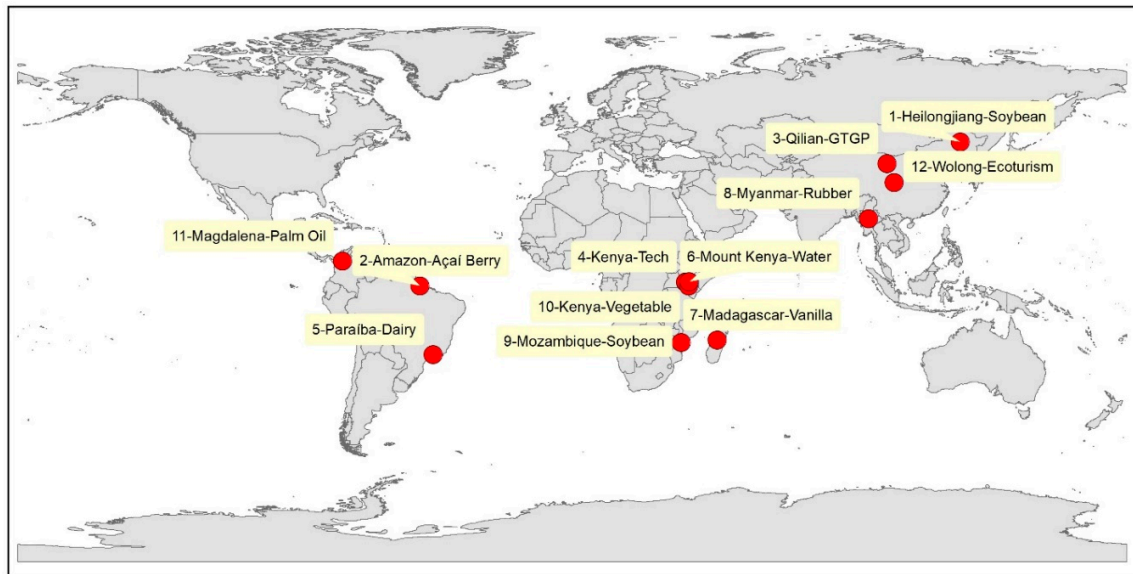 1-Heilongjiang-Soybean
3-Qilian-GTGP
12-Wolong-Ecoturism
8-Myanmar-Rubber
11-Magdalena-Palm Oil
2-Amazon-Açaí Berry
4-Kenya-Tech
6-Mount Kenya-Water
10-Kenya-Vegetable
7-Madagascar-Vanilla
5-Paraíba-Dairy
9-Mozambique-Soybean